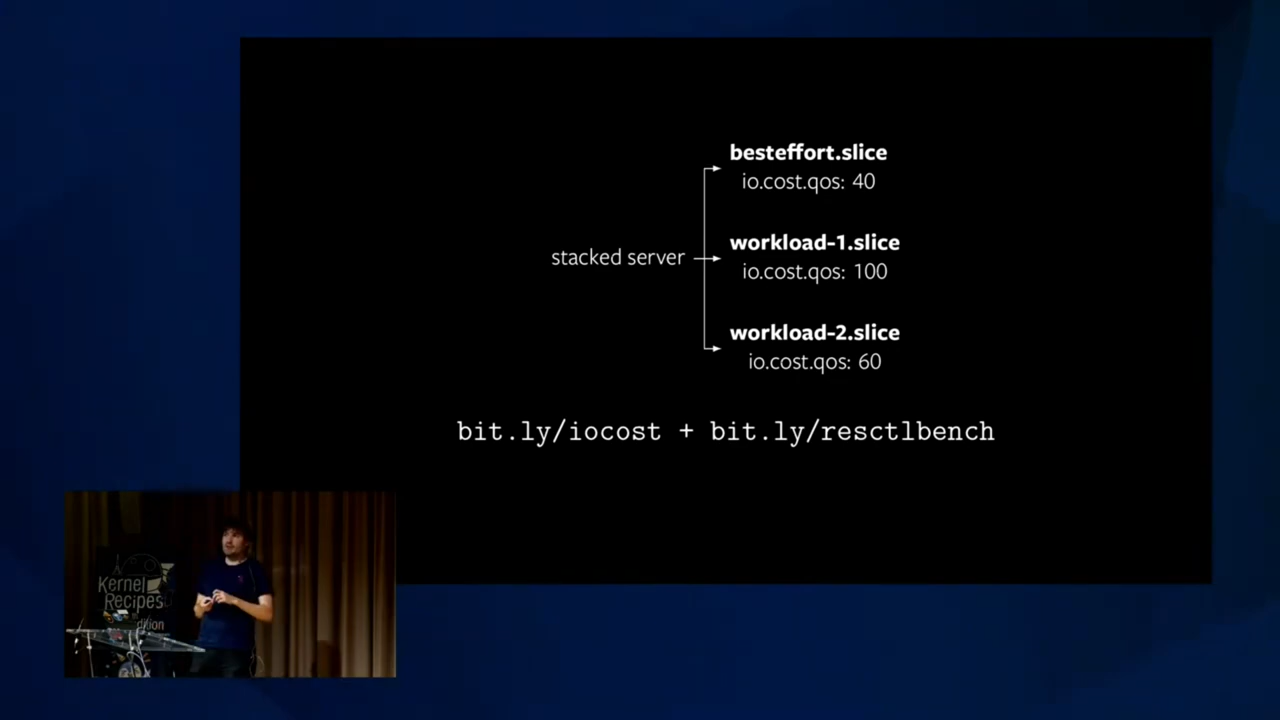 besteffort.slice
io.cost.qos: 40
workload-1.slice
io.cost.qos: 100
stacked server
workload-2.slice
io.cost.qos: 60
bit.ly/iocost + bit.ly/resctlbench
Kernel
Recipes
dition